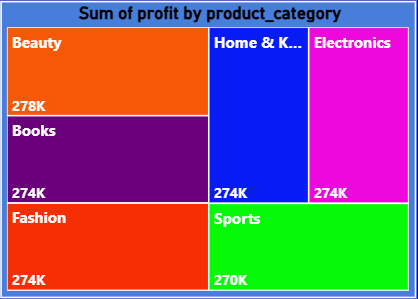 Sum of profit by product_category
Beauty
278K
Books
274K
Fashion
274K
Home & K...
274K
Electronics
274K
Sports
270K